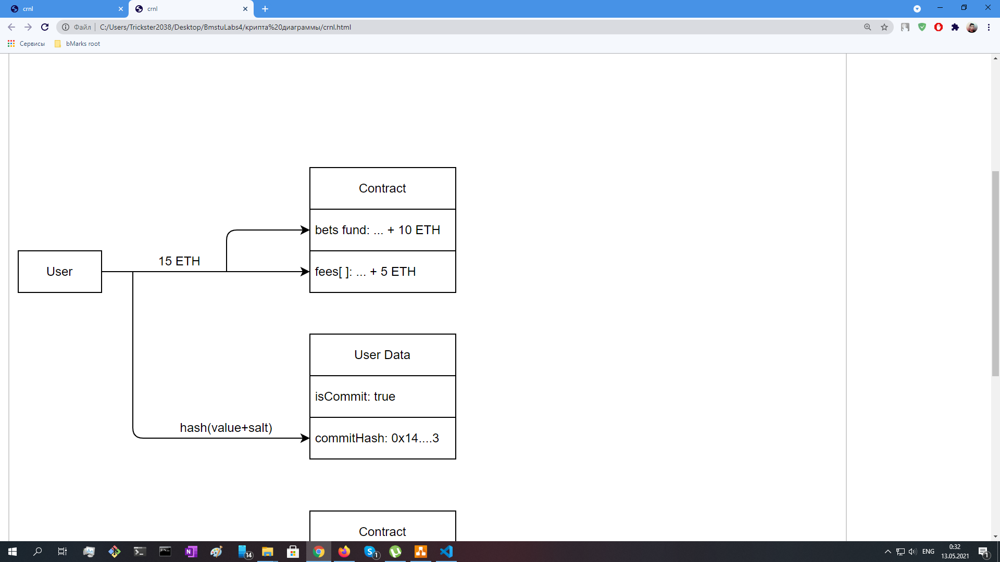 crnl
crnl
Файл
C:/Users/Trickster2038/Desktop/BmstuLabs4/крипта%20диаграммы/crnl.html
Сервисы
bMarks root
Contract
bets fund: ... + 10 ETH
15 ETH
User
fees[ ]: ... + 5 ETH
User Data
isCommit: true
hash(value+salt)
commitHash: 0x14....3
Contract
14
1
ENG
0:32
13.05.2021
1